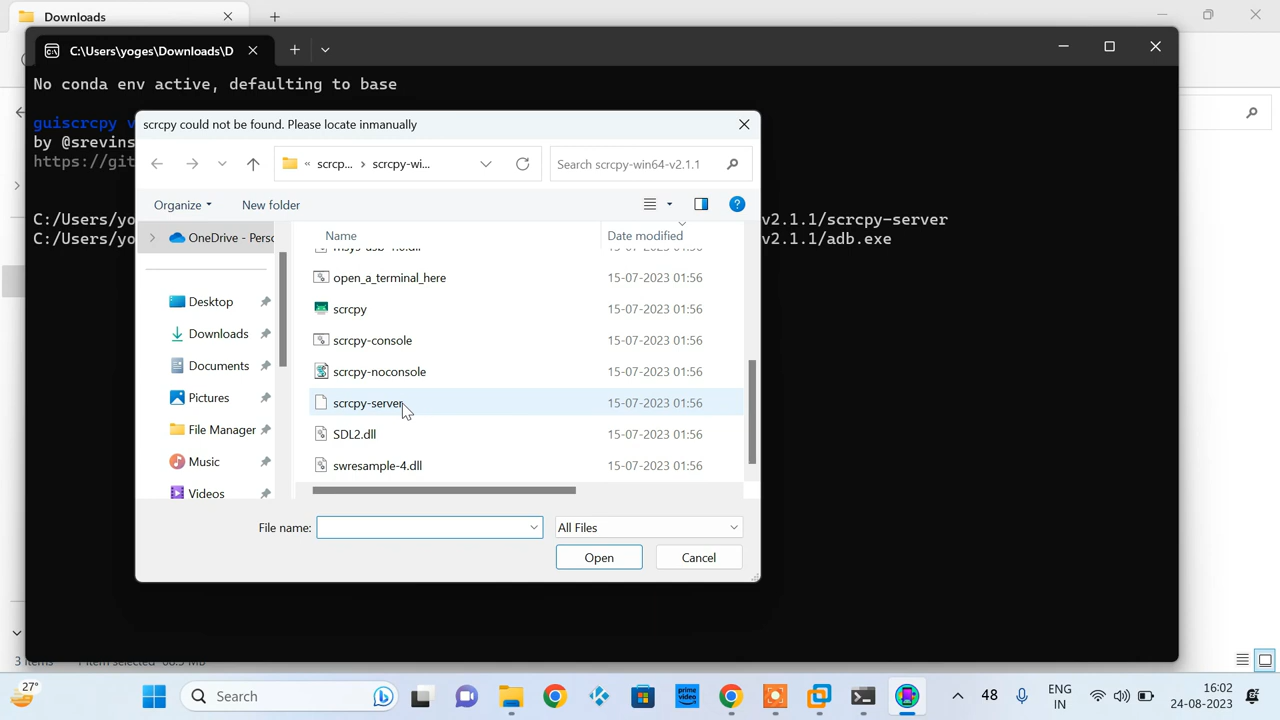 Downloads
C:\Users\yoges\Downloads\D
No conda env active, defaulting to base
guiscrcpy v
by @srevins
https://git
C:/Users/yo
v2.1.1/scrcpy-server
C:/Users/yo
v2.1.1/adb.exe
scrcpy could not be found. Please locate inmanually
« scrcp... › scrcpy-wi...
Search scrcpy-win64-v2.1.1
Organize
New folder
OneDrive - Perso
Desktop
Downloads
Documents
Pictures
File Manager
Music
Videos
Name
Date modified
open_a_terminal_here 15-07-2023 01:56
scrcpy 15-07-2023 01:56
scrcpy-console 15-07-2023 01:56
scrcpy-noconsole 15-07-2023 01:56
scrcpy-server 15-07-2023 01:56
SDL2.dll 15-07-2023 01:56
swresample-4.dll 15-07-2023 01:56
File name:
All Files
Open
Cancel
3 items
27°
Search
prime video
48
ENG
IN
16:02
24-08-2023